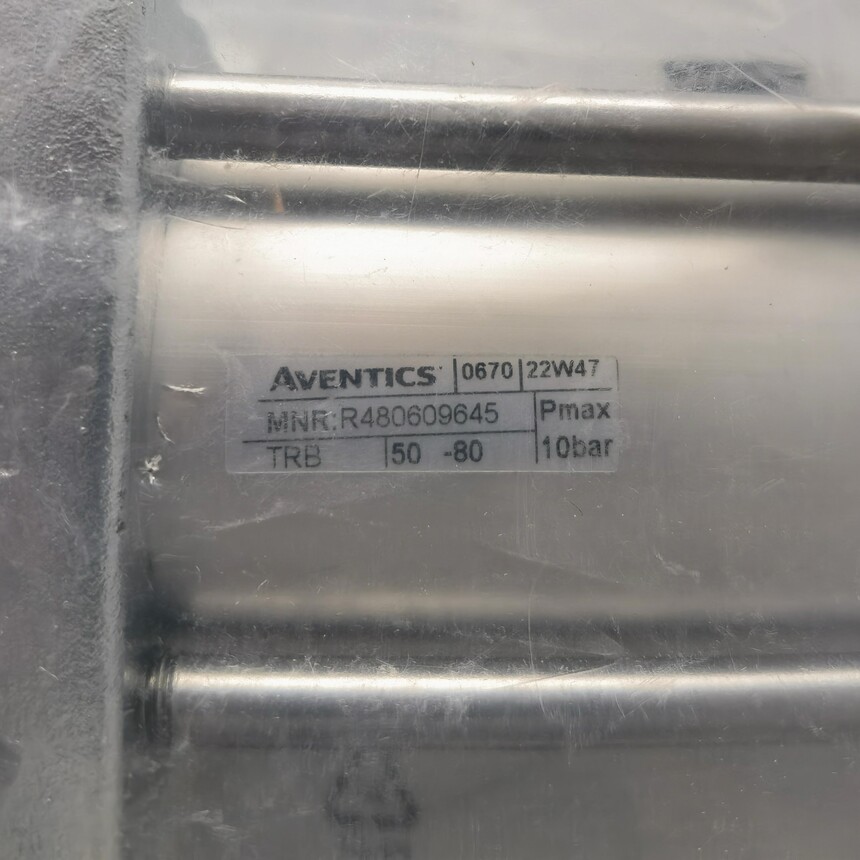 AVENTICS 0670 22W47
MNR:R480609645 Pmax
TRB 50 -80 10bar